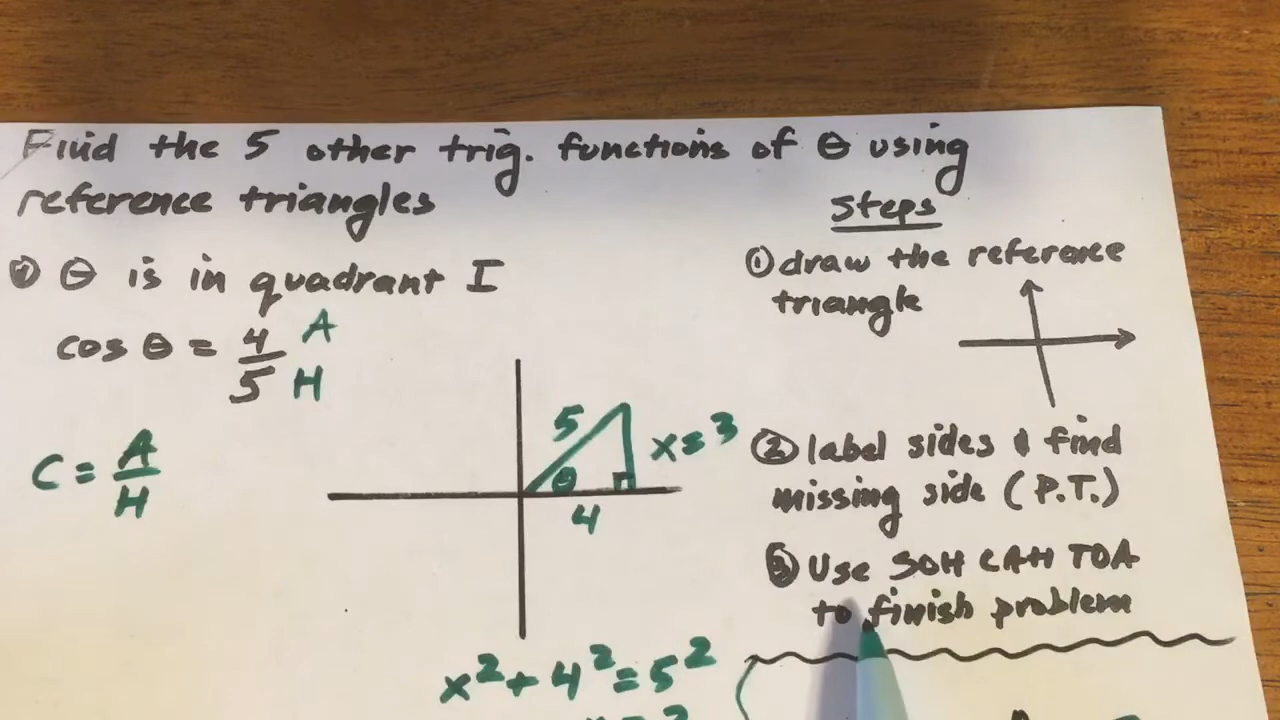 Find the 5 other trig. functions of θ using
reference triangles
θ is in quadrant I
cos θ = 4/5 A/H
C = A/H
5
θ
4
x=3
x² + 4² = 5²
Steps
① draw the reference
triangle
② label sides & find
missing side (P.T.)
③ Use SOH CAH TOA
to finish problem